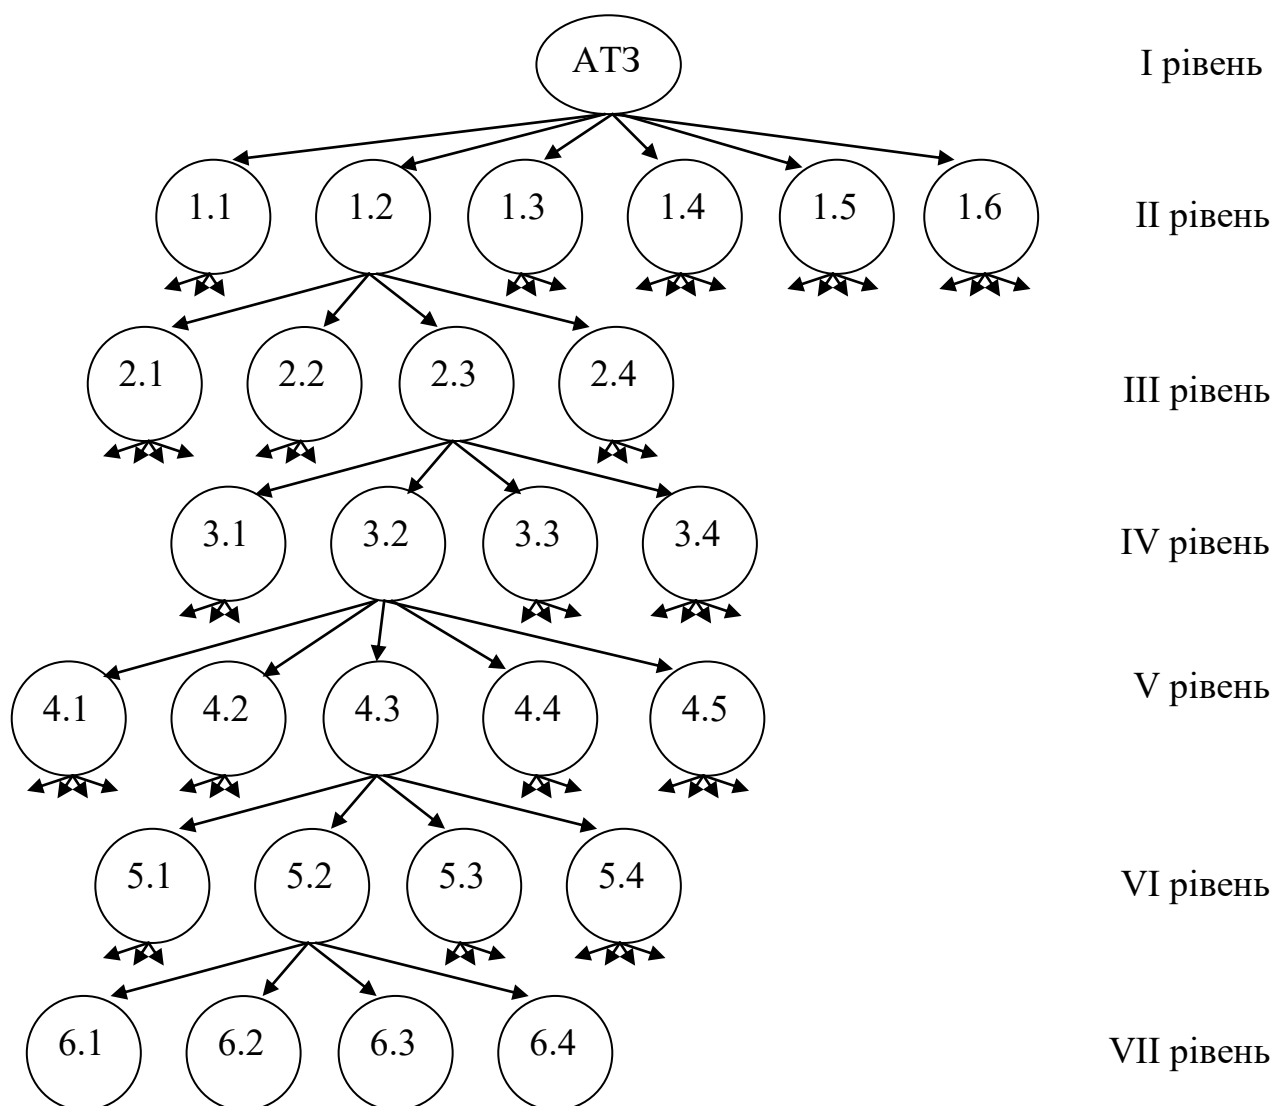 АТЗ I рівень
1.1 1.2 1.3 1.4 1.5 1.6 II рівень
2.1 2.2 2.3 2.4 III рівень
3.1 3.2 3.3 3.4 IV рівень
4.1 4.2 4.3 4.4 4.5 V рівень
5.1 5.2 5.3 5.4 VI рівень
6.1 6.2 6.3 6.4 VII рівень